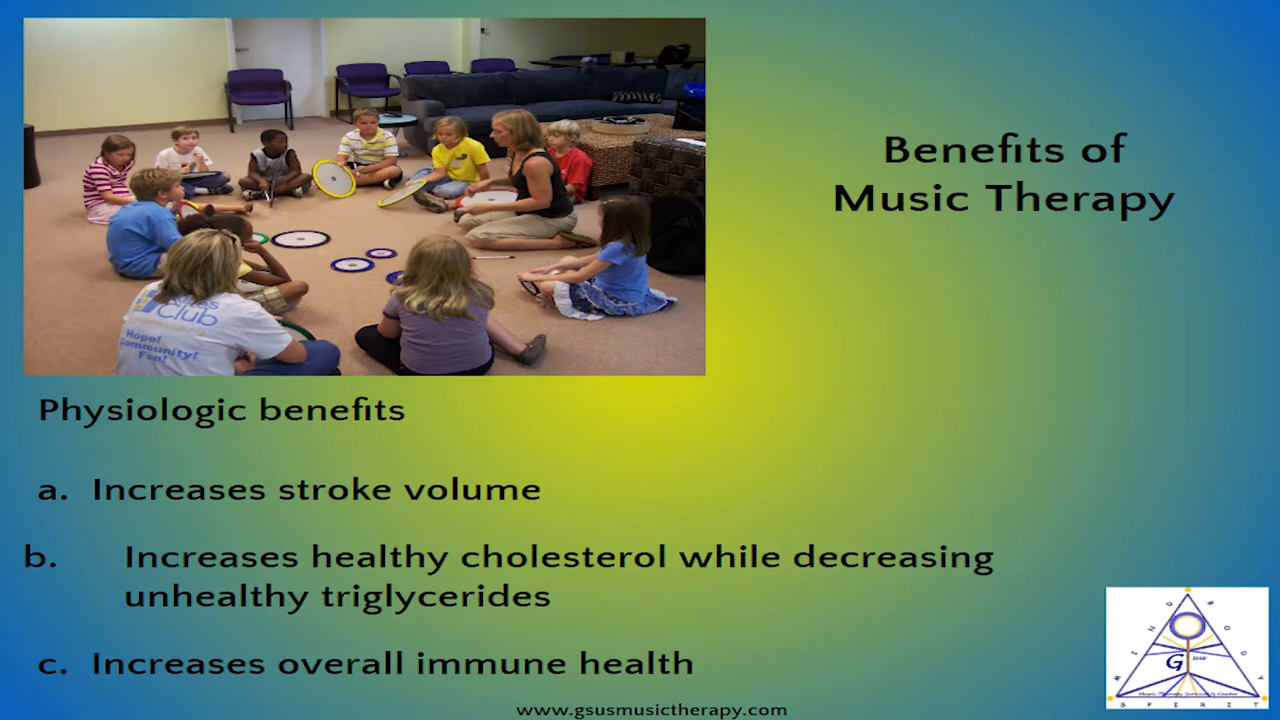 Benefits of
Music Therapy
Club
Hope!
Community!
Fun!
Physiologic benefits
a. Increases stroke volume
b. Increases healthy cholesterol while decreasing
unhealthy triglycerides
c. Increases overall immune health
G
SPIRIT
www.gsusmusictherapy.com